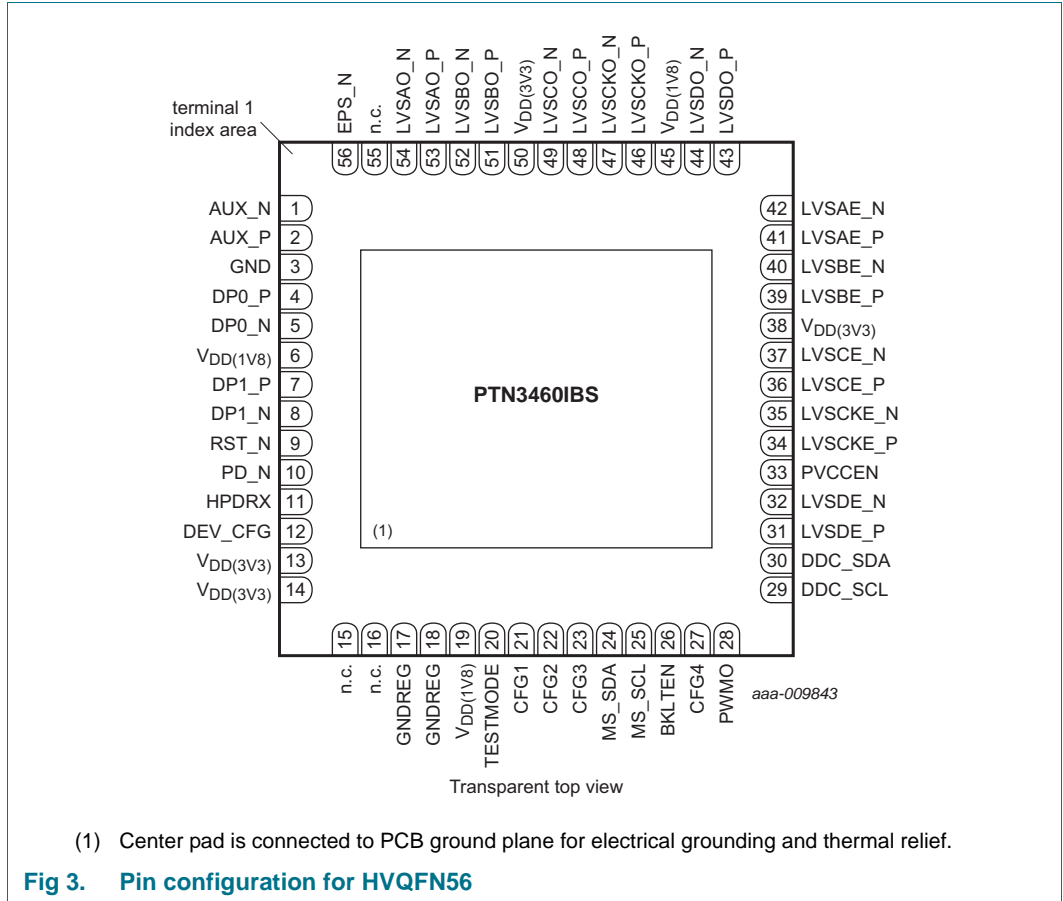 EPS_N
n.c.
LVSAO_N
LVSAO_P
LVSBO_N
LVSBO_P
VDD(3V3)
LVSCO_N
LVSCO_P
LVSCKO_N
LVSCKO_P
VDD(1V8)
LVSDO_N
LVSDO_P
terminal 1
index area
56 55 54 53 52 51 50 49 48 47 46 45 44 43
AUX_N 1
AUX_P 2
GND 3
DP0_P 4
DP0_N 5
VDD(1V8) 6
DP1_P 7
DP1_N 8
RST_N 9
PD_N 10
HPDRX 11
DEV_CFG 12
VDD(3V3) 13
VDD(3V3) 14
PTN3460IBS
(1)
42 LVSAE_N
41 LVSAE_P
40 LVSBE_N
39 LVSBE_P
38 VDD(3V3)
37 LVSCE_N
36 LVSCE_P
35 LVSCKE_N
34 LVSCKE_P
33 PVCCEN
32 LVSDE_N
31 LVSDE_P
30 DDC_SDA
29 DDC_SCL
15 16 17 18 19 20 21 22 23 24 25 26 27 28
n.c.
n.c.
GNDREG
GNDREG
VDD(1V8)
TESTMODE
CFG1
CFG2
CFG3
MS_SDA
MS_SCL
BKLTEN
CFG4
PWMO
aaa-009843
Transparent top view
(1) Center pad is connected to PCB ground plane for electrical grounding and thermal relief.
Fig 3. Pin configuration for HVQFN56